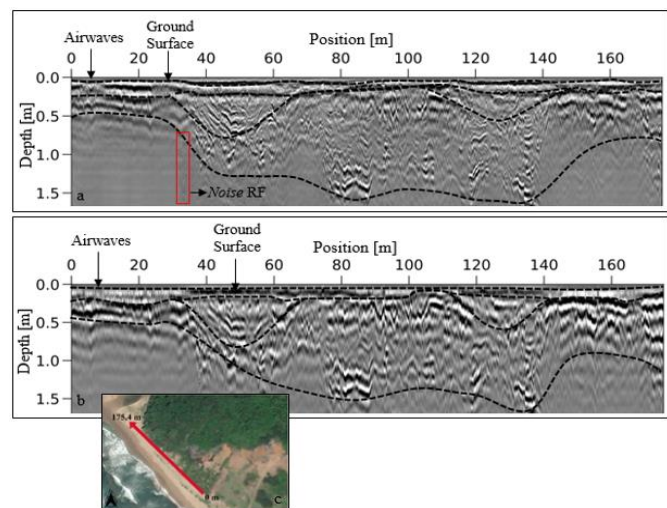 Ground
Airwaves Surface Position [m]
0 20 40 60 80 100 120 140 160
0.0
0.5
1.0
1.5
Depth [m]
a
Noise RF
Ground
Airwaves Surface
Position [m]
0 20 40 60 80 100 120 140 160
0.0
0.5
1.0
1.5
Depth [m]
b
175.4 m
0 m
C